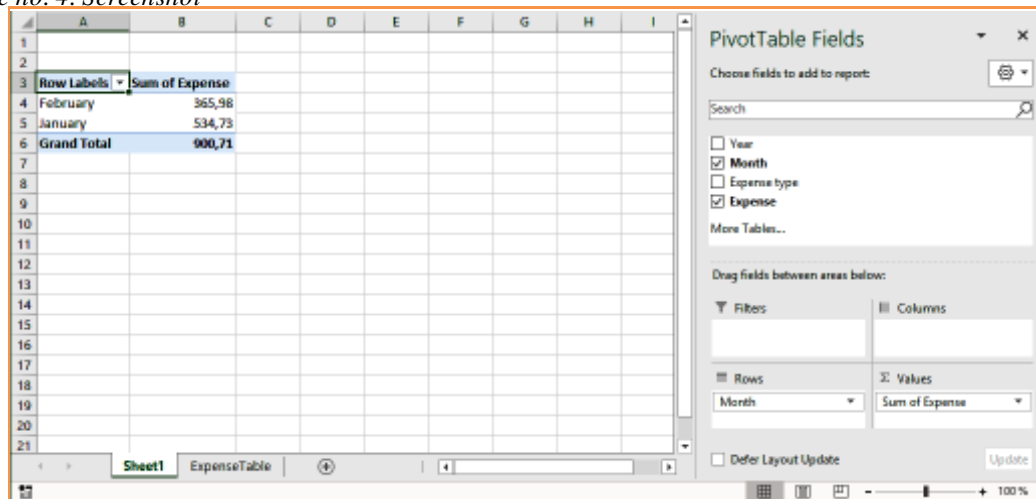 e no. 4. Screenshot
A B C D E F G H I
1
2
3 Row Labels Sum of Expense
4 February 365,98
5 January 534,73
6 Grand Total 900,71
7
8
9
10
11
12
13
14
15
16
17
18
19
20
21
Sheet1 ExpenseTable
PivotTable Fields
Choose fields to add to report:
Search
Year
Month
Expense type
Expense
More Tables...
Drag fields between areas below:
Filters Columns
Rows Σ Values
Month Sum of Expense
Defer Layout Update Update
- + 100 %